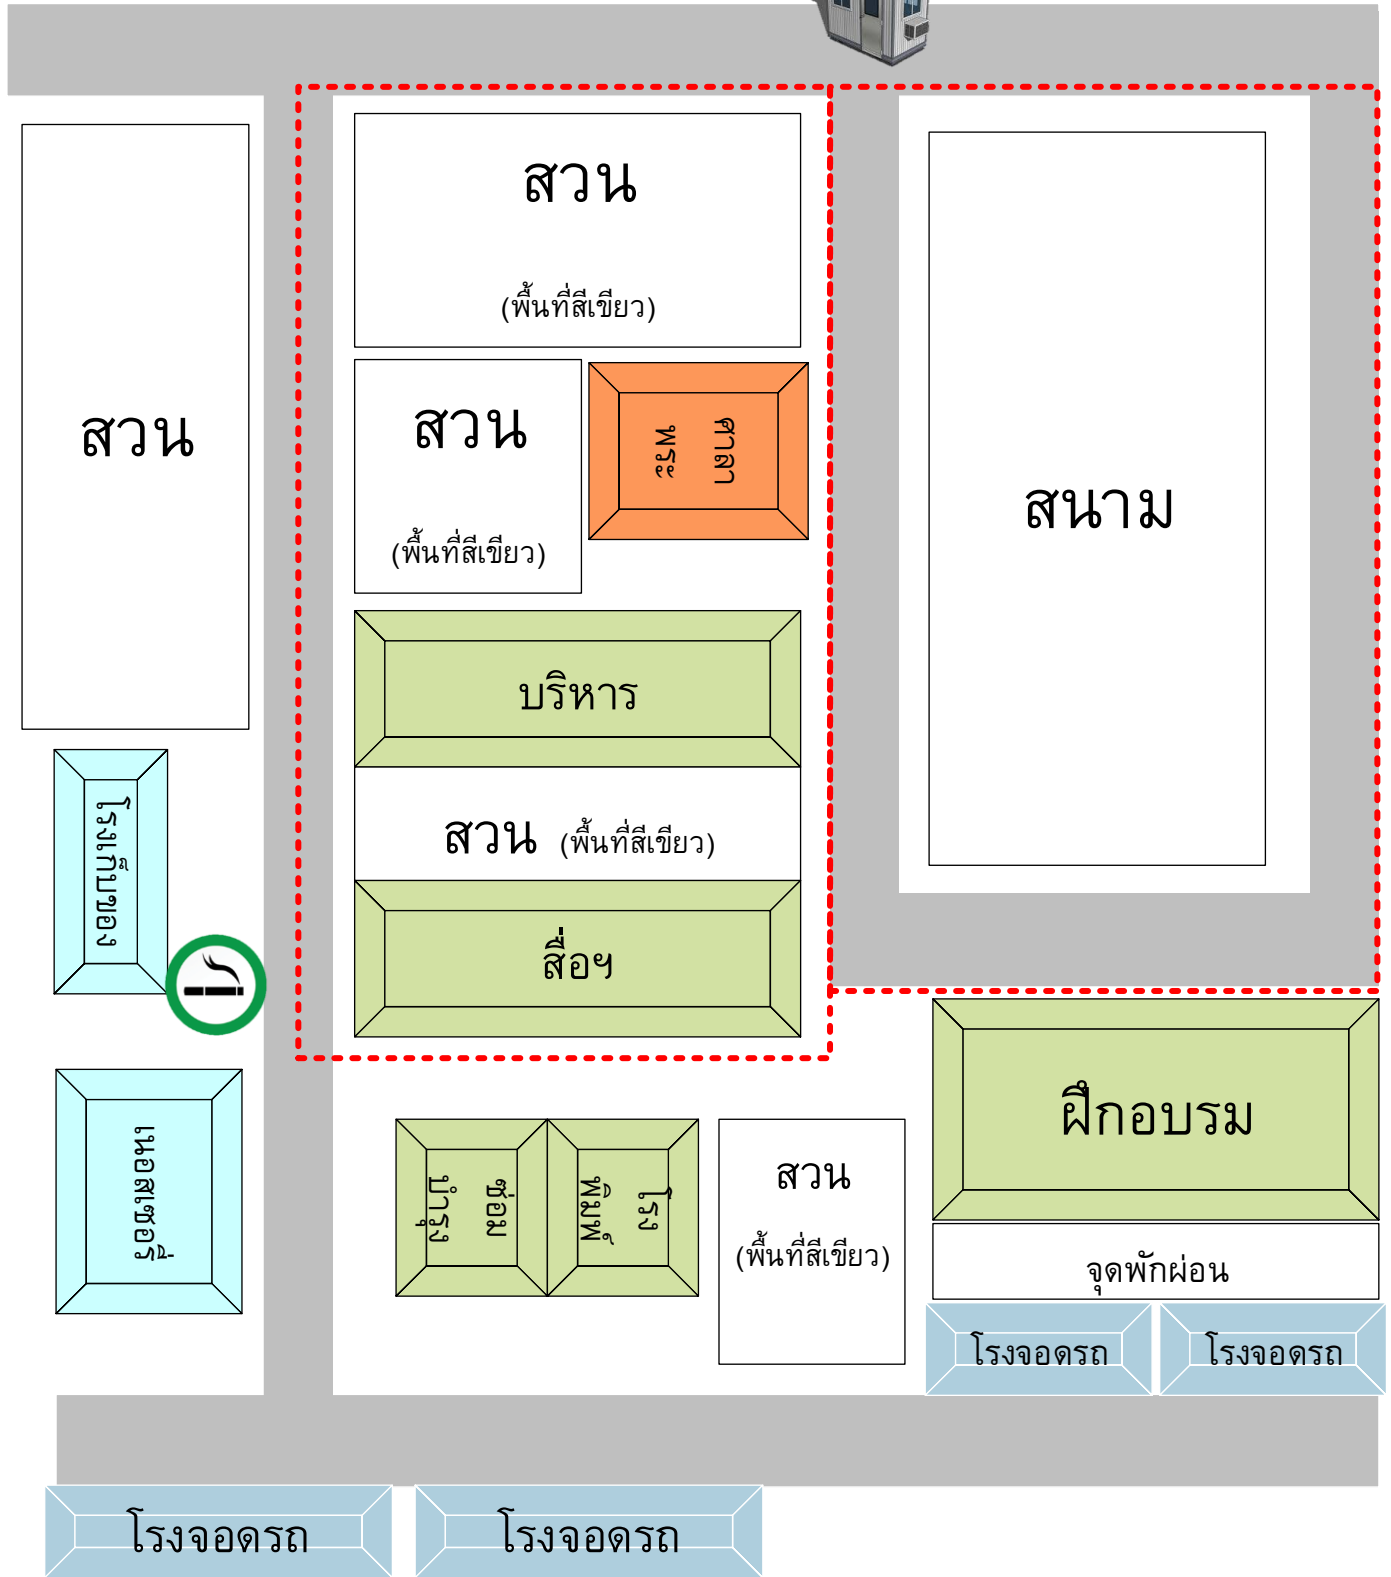 สวน
(พื้นที่สีเขียว)
สวน
สวน
(พื้นที่สีเขียว)
ศาลา
พระ
สนาม
บริหาร
สวน (พื้นที่สีเขียว)
โรงเก็บของ
สื่อฯ
เนอสเซอรี่
ซ่อม
บำรุง
โรง
พิมพ์
สวน
(พื้นที่สีเขียว)
ฝึกอบรม
จุดพักผ่อน
โรงจอดรถ
โรงจอดรถ
โรงจอดรถ
โรงจอดรถ